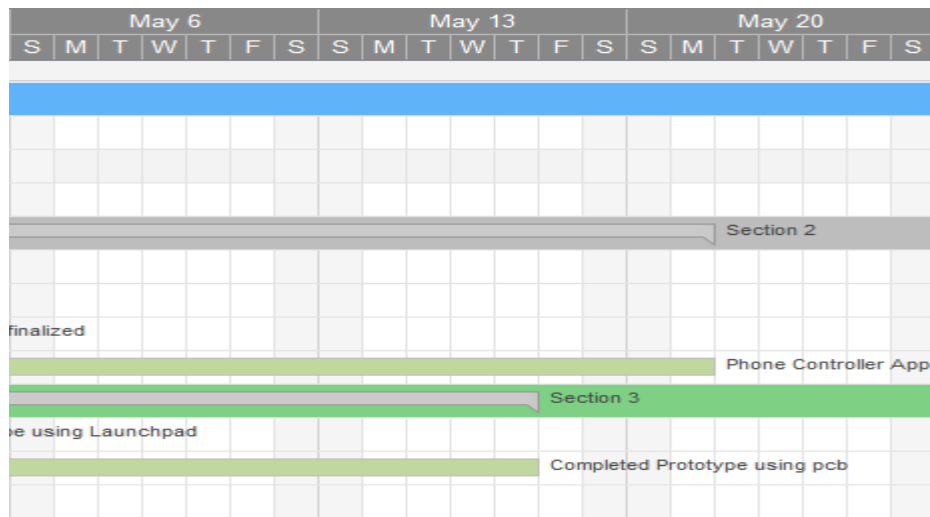 May 6 May 13 May 20
S M T W T F S S M T W T F S S M T W T F S
Section 2
finalized
Phone Controller App
Section 3
pe using Launchpad
Completed Prototype using pcb